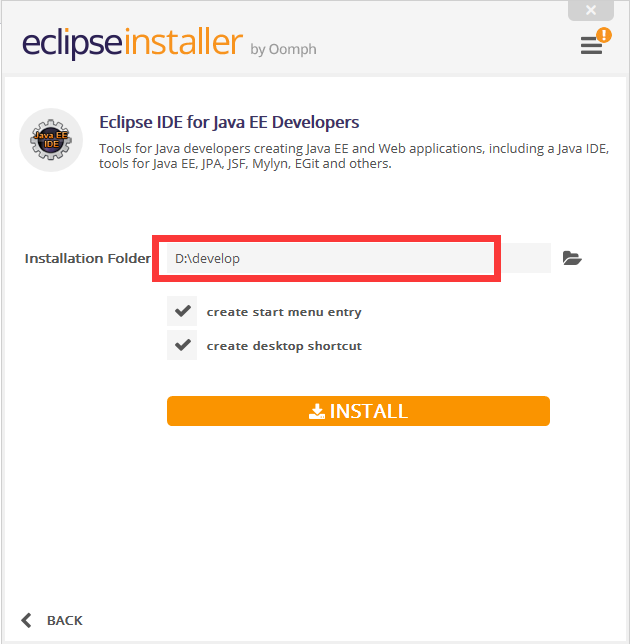 eclipseinstaller by Oomph
!
Java EE
IDE
Eclipse IDE for Java EE Developers
Tools for Java developers creating Java EE and Web applications, including a Java IDE,
tools for Java EE, JPA, JSF, Mylyn, EGit and others.
Installation Folder D:\develop
create start menu entry
create desktop shortcut
INSTALL
BACK